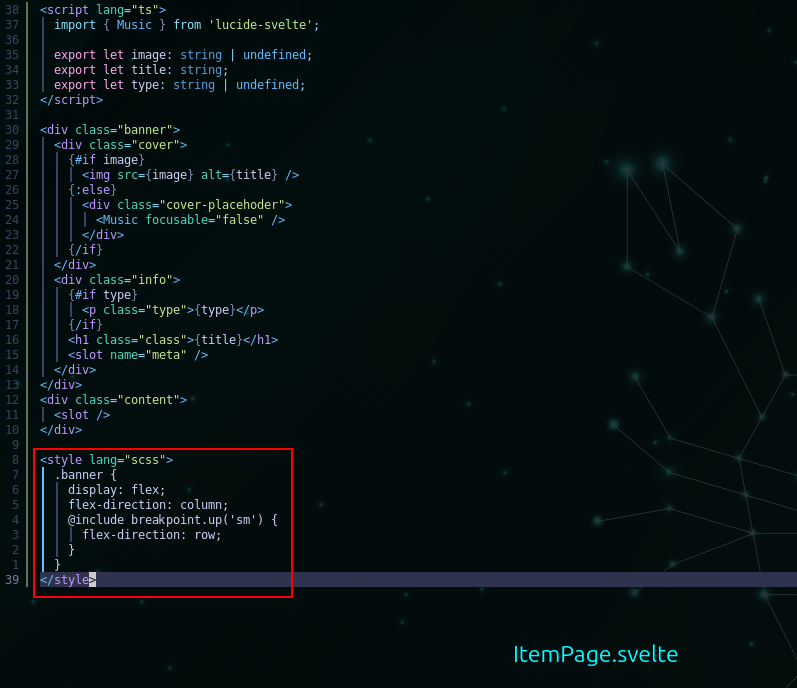 38 <script lang="ts">
37   import { Music } from 'lucide-svelte';
36
35   export let image: string | undefined;
34   export let title: string;
33   export let type: string | undefined;
32 </script>
31
30 <div class="banner">
29   <div class="cover">
28     {#if image}
27       <img src={image} alt={title} />
26     {:else}
25       <div class="cover-placehoder">
24         <Music focusable="false" />
23       </div>
22     {/if}
21   </div>
20   <div class="info">
19     {#if type}
18       <p class="type">{type}</p>
17     {/if}
16     <h1 class="class">{title}</h1>
15     <slot name="meta" />
14   </div>
13 </div>
12 <div class="content">
11   <slot />
10 </div>
9
8 <style lang="scss">
7   .banner {
6     display: flex;
5     flex-direction: column;
4     @include breakpoint.up('sm') {
3       flex-direction: row;
2     }
1   }
39 </style>
ItemPage.svelte